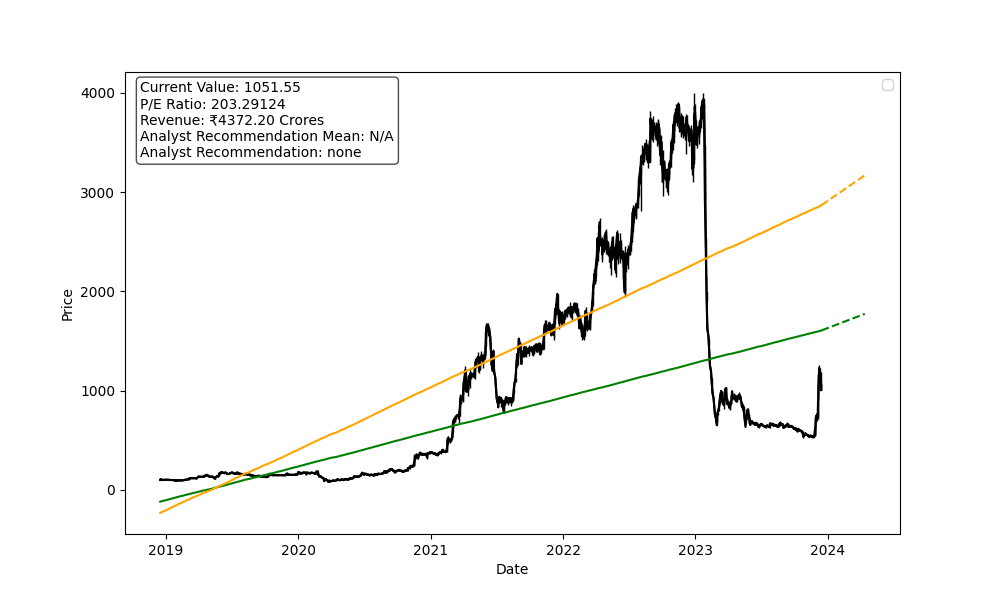 Current Value: 1051.55
P/E Ratio: 203.29124
Revenue: ₹4372.20 Crores
Analyst Recommendation Mean: N/A
Analyst Recommendation: none
4000
3000
2000
1000
0
Price
2019 2020 2021 2022 2023 2024
Date